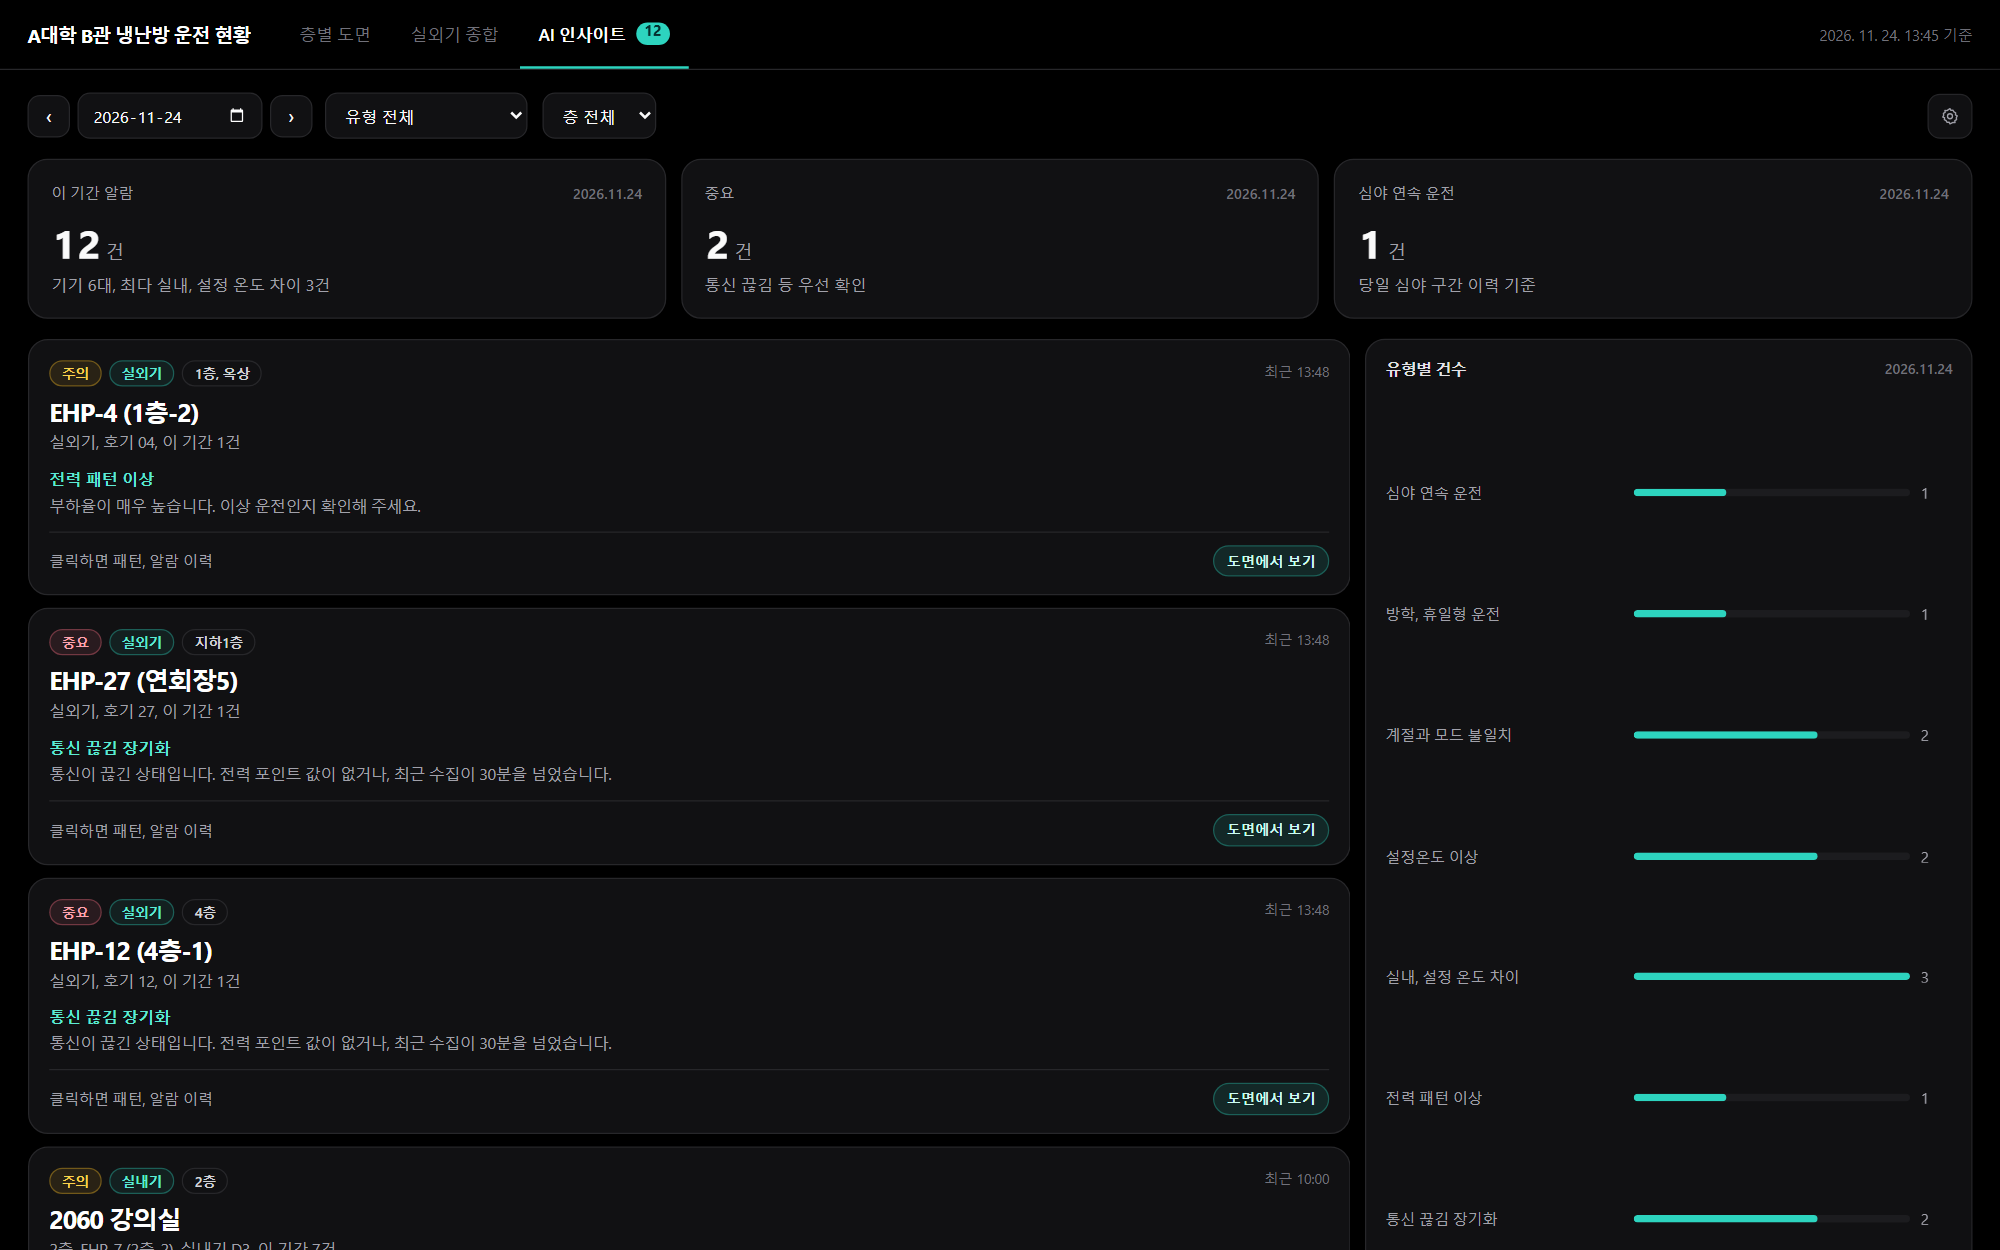 A대학 B관 냉난방 운전 현황
층별 도면
실외기 종합
AI 인사이트 12
2026. 11. 24. 13:45 기준
‹
2026-11-24
›
유형 전체
층 전체
이 기간 알람
2026.11.24
12 건
기기 6대, 최다 실내, 설정 온도 차이 3건
중요
2026.11.24
2 건
통신 끊김 등 우선 확인
심야 연속 운전
2026.11.24
1 건
당일 심야 구간 이력 기준
주의 실외기 1층, 옥상
최근 13:48
EHP-4 (1층-2)
실외기, 호기 04, 이 기간 1건
전력 패턴 이상
부하율이 매우 높습니다. 이상 운전인지 확인해 주세요.
클릭하면 패턴, 알람 이력
도면에서 보기
중요 실외기 지하1층
최근 13:48
EHP-27 (연회장5)
실외기, 호기 27, 이 기간 1건
통신 끊김 장기화
통신이 끊긴 상태입니다. 전력 포인트 값이 없거나, 최근 수집이 30분을 넘었습니다.
클릭하면 패턴, 알람 이력
도면에서 보기
중요 실외기 4층
최근 13:48
EHP-12 (4층-1)
실외기, 호기 12, 이 기간 1건
통신 끊김 장기화
통신이 끊긴 상태입니다. 전력 포인트 값이 없거나, 최근 수집이 30분을 넘었습니다.
클릭하면 패턴, 알람 이력
도면에서 보기
주의 실내기 2층
최근 10:00
2060 강의실
2층, EHP-7 (2층-2), 실내기 D3, 이 기간 7건
유형별 건수
2026.11.24
심야 연속 운전 1
방학, 휴일형 운전 1
계절과 모드 불일치 2
설정온도 이상 2
실내, 설정 온도 차이 3
전력 패턴 이상 1
통신 끊김 장기화 2